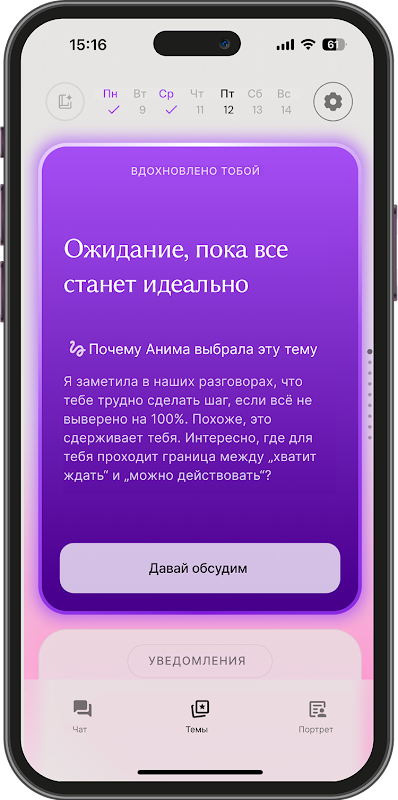 15:16
61
Пн Вт Ср Чт Пт Сб Вс
9 11 12 13 14
ВДОХНОВЛЕНО ТОБОЙ
Ожидание, пока все
станет идеально
Почему Анима выбрала эту тему
Я заметила в наших разговорах, что
тебе трудно сделать шаг, если всё не
выверено на 100%. Похоже, это
сдерживает тебя. Интересно, где для
тебя проходит граница между „хватит
ждать“ и „можно действовать“?
Давай обсудим
УВЕДОМЛЕНИЯ
Чат Темы Портрет